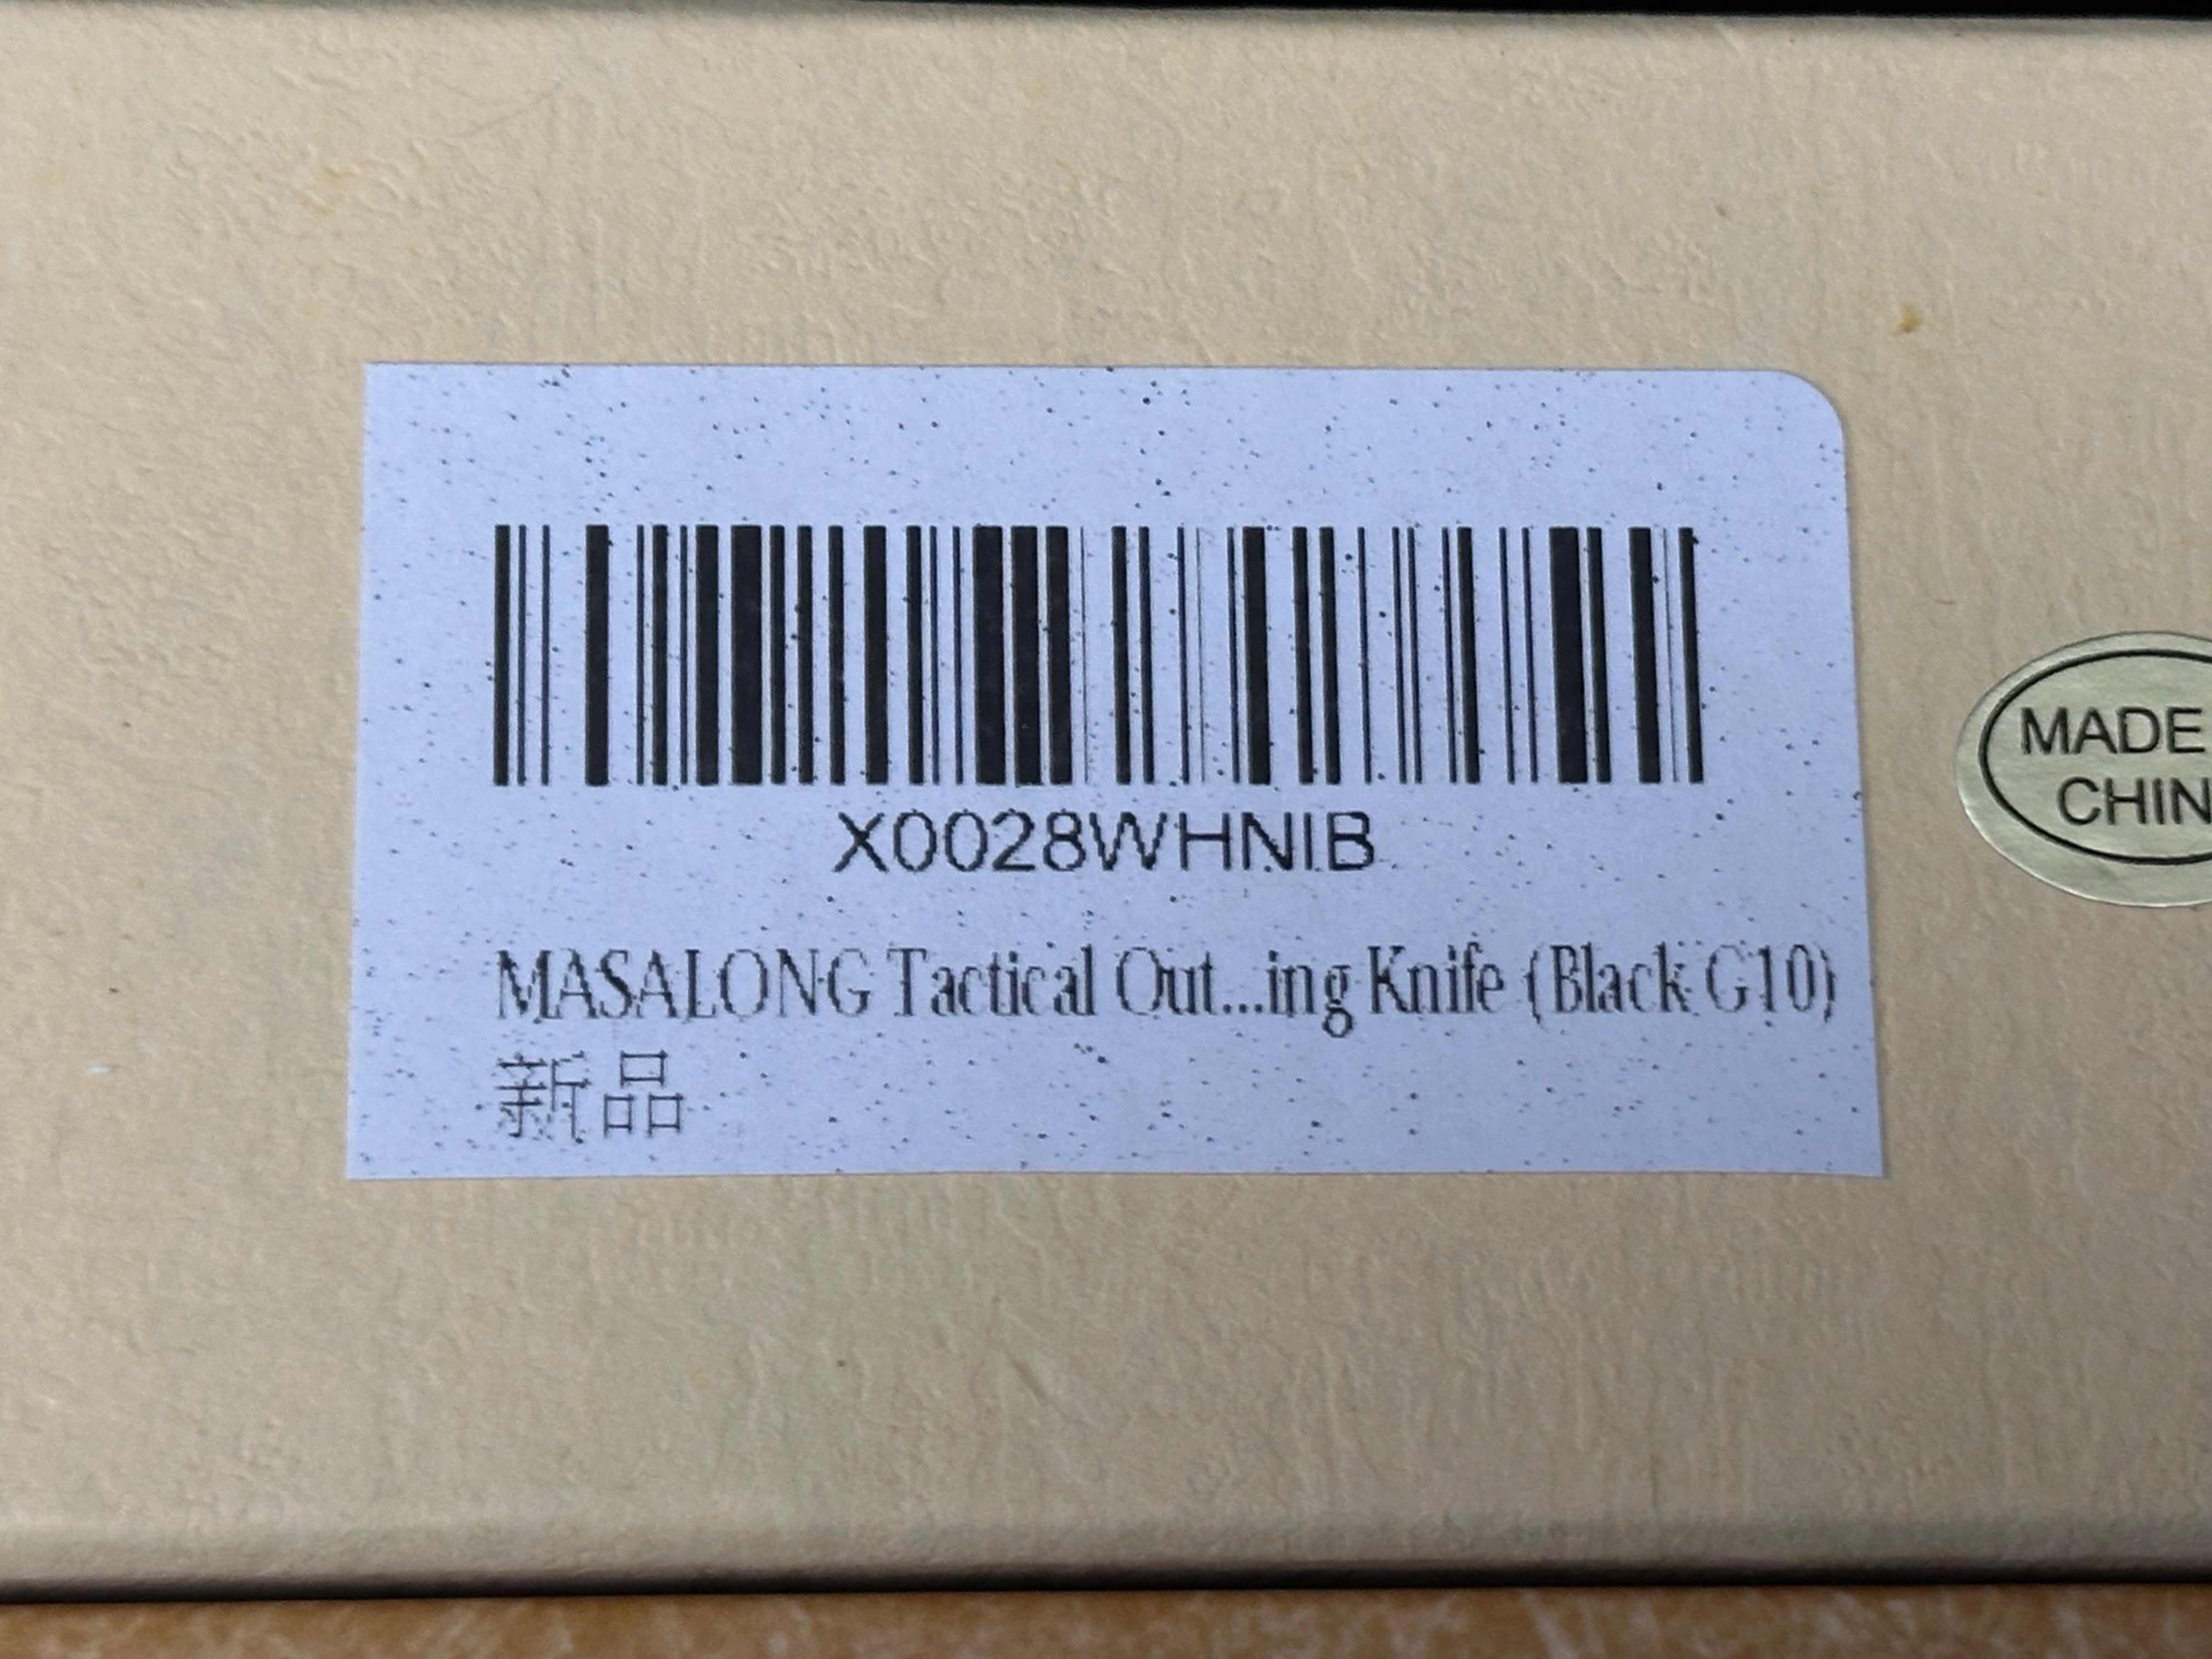 X0028WHNIB
MASALONG Tactical Out...ing Knife (Black G10)
新品
MADE
CHIN